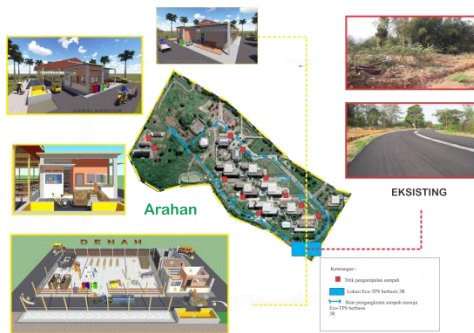 Arahan
EKSISTING
DENAH
Keterangan :
Titik pengumpulan sampah
Lokasi Eco-TPS berbasis 3R
Rute pengangkutan sampah menuju
Eco-TPS berbasis
3R